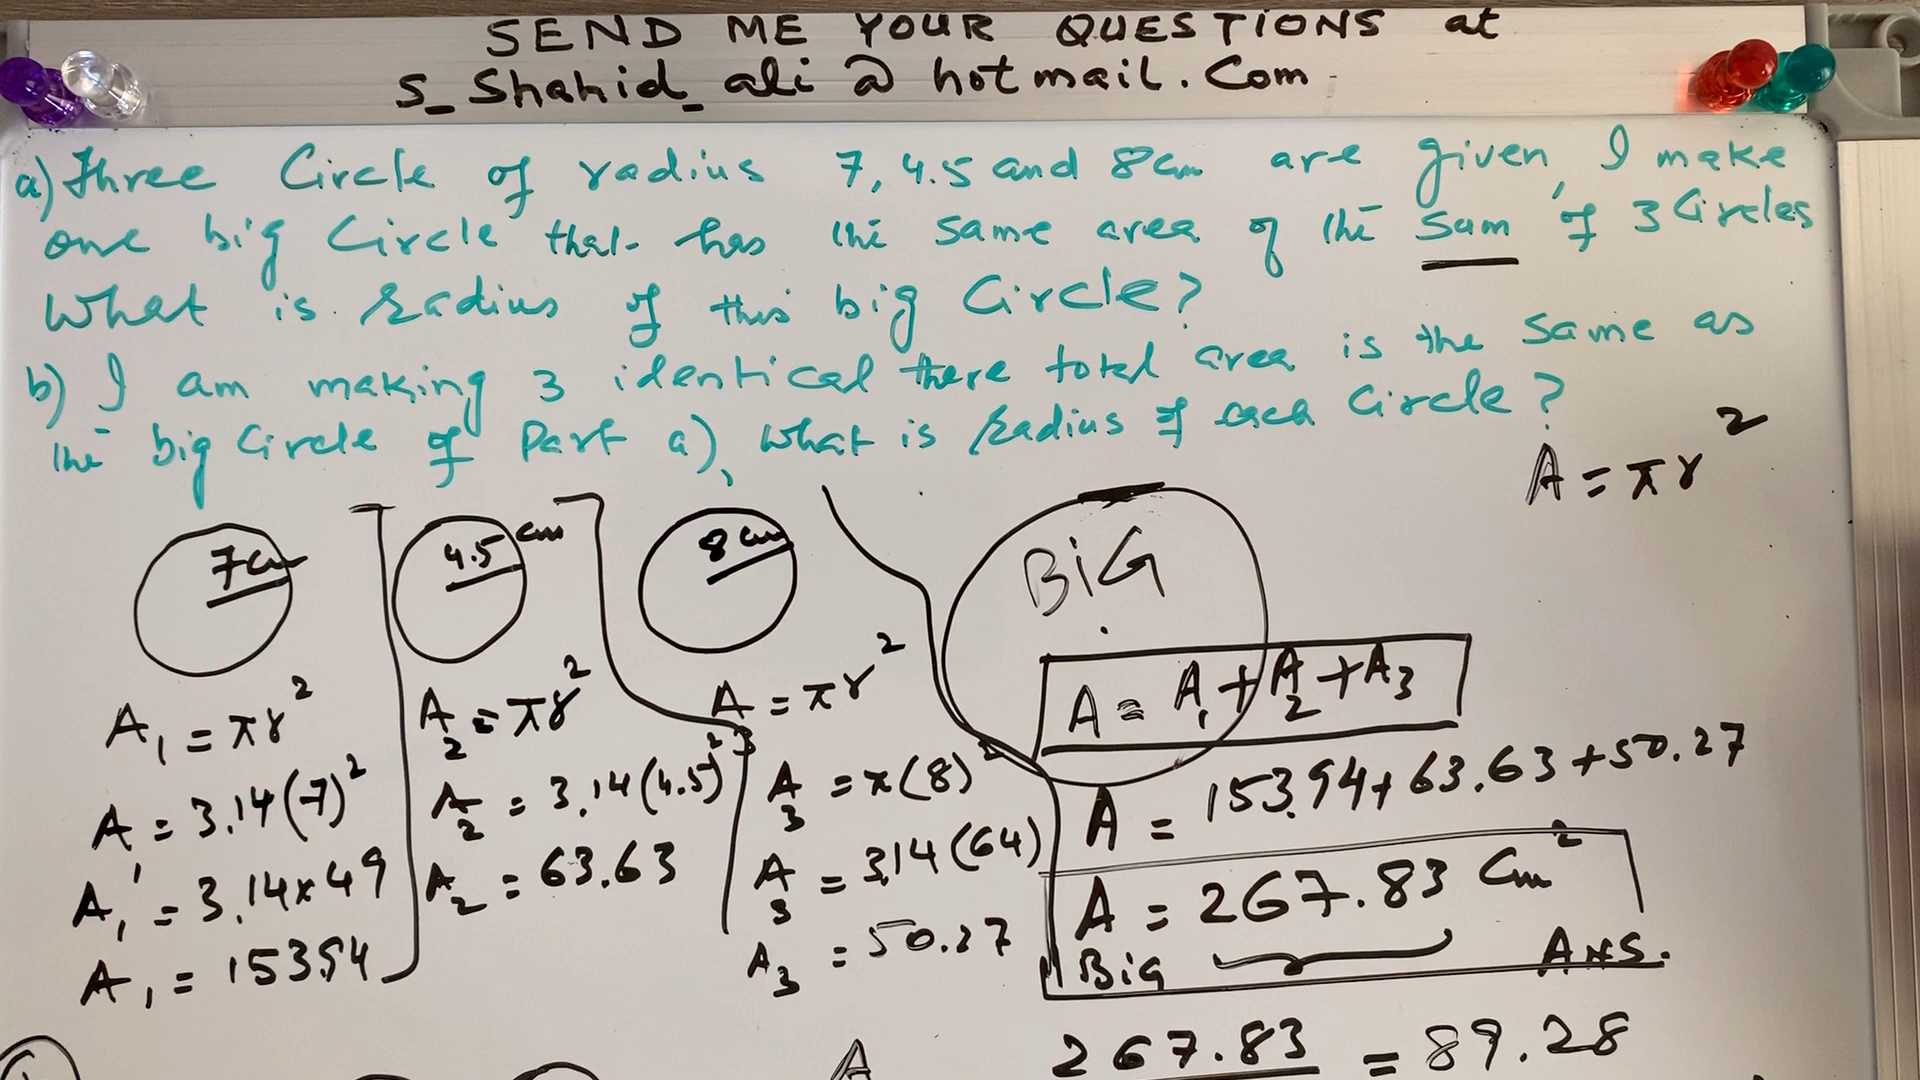 SEND ME YOUR QUESTIONS at
S_Shahid_ali @ hotmail.Com
a) Three Circle of radius 7, 4.5 and 8cm are given, I make
one big Circle that has the same area of the sum of 3 Circles
What is radius of this big Circle?
b) I am making 3 identical there total area is the same as
the big Circle of Part a), what is radius of each Circle?
A = πr²
7cm
4.5 cm
8 cm
BiG
A₁ = πr²
A₁ = 3.14(7)²
A₁ = 3.14x49
A₁ = 153.94
A₂ = πr²
A₂ = 3.14(4.5)²
A₂ = 63.63
A₃ = πr²
A₃ = π(8)²
A₃ = 3.14(64)
A₃ = 50.27
A = A₁ + A₂ + A₃
A = 153.94 + 63.63 + 50.27
A Big = 267.83 Cm² ANS.
A 267.83 = 89.28